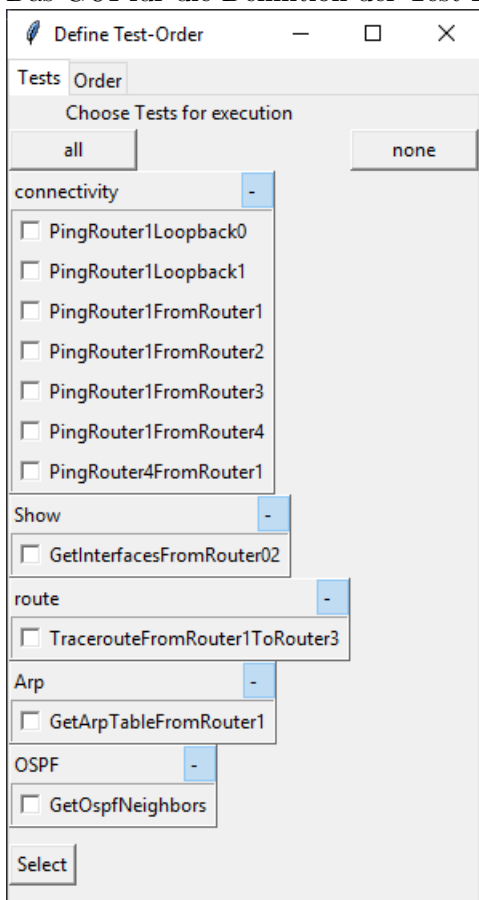 Define Test-Order
Tests Order
Choose Tests for execution
all none
connectivity -
PingRouter1Loopback0
PingRouter1Loopback1
PingRouter1FromRouter1
PingRouter1FromRouter2
PingRouter1FromRouter3
PingRouter1FromRouter4
PingRouter4FromRouter1
Show -
GetInterfacesFromRouter02
route -
TracerouteFromRouter1ToRouter3
Arp -
GetArpTableFromRouter1
OSPF -
GetOspfNeighbors
Select